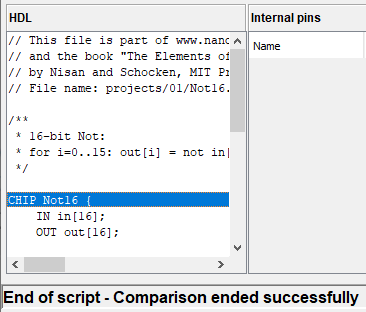 HDL
// This file is part of www.nand
// and the book "The Elements of
// by Nisan and Schocken, MIT Pr
// File name: projects/01/Not16.
/**
* 16-bit Not:
* for i=0..15: out[i] = not in[
*/
CHIP Not16 {
IN in[16];
OUT out[16];
Internal pins
Name
End of script - Comparison ended successfully